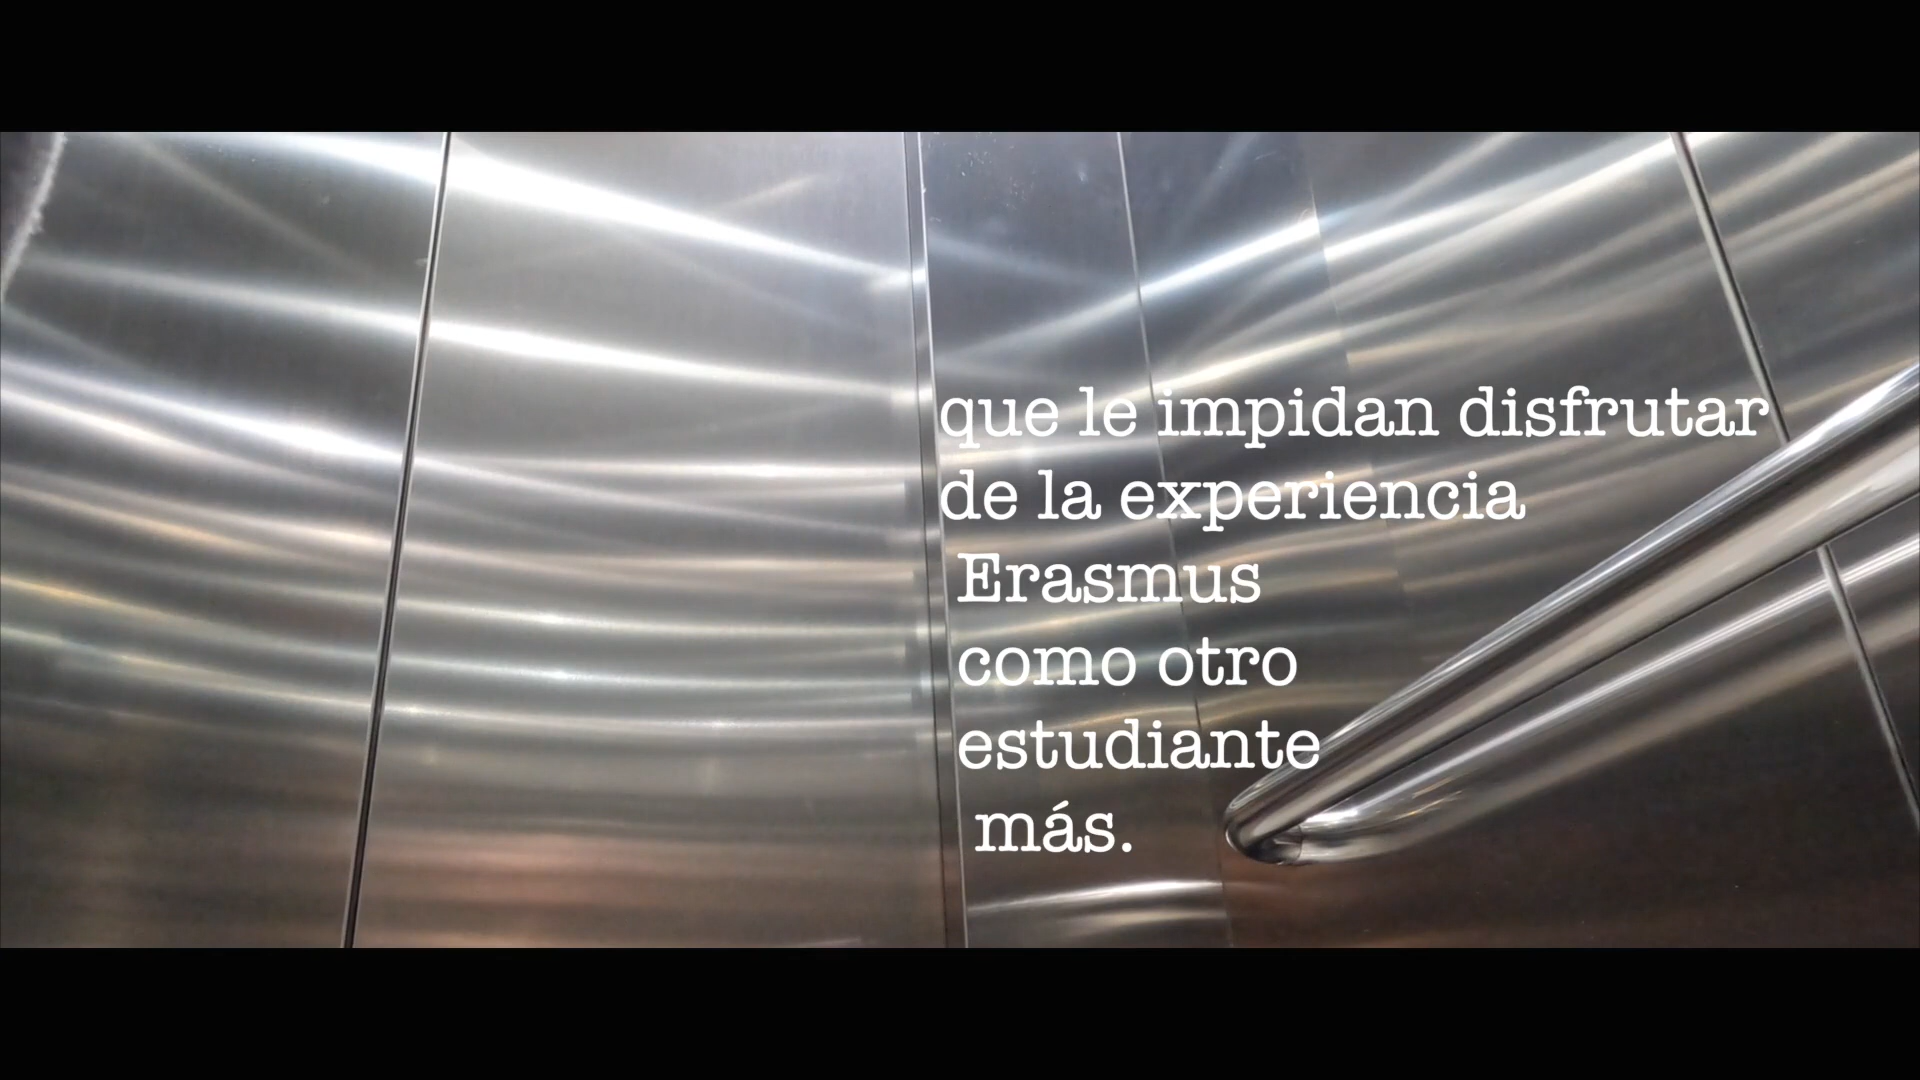 que le impidan disfrutar
de la experiencia
Erasmus
como otro
estudiante
más.